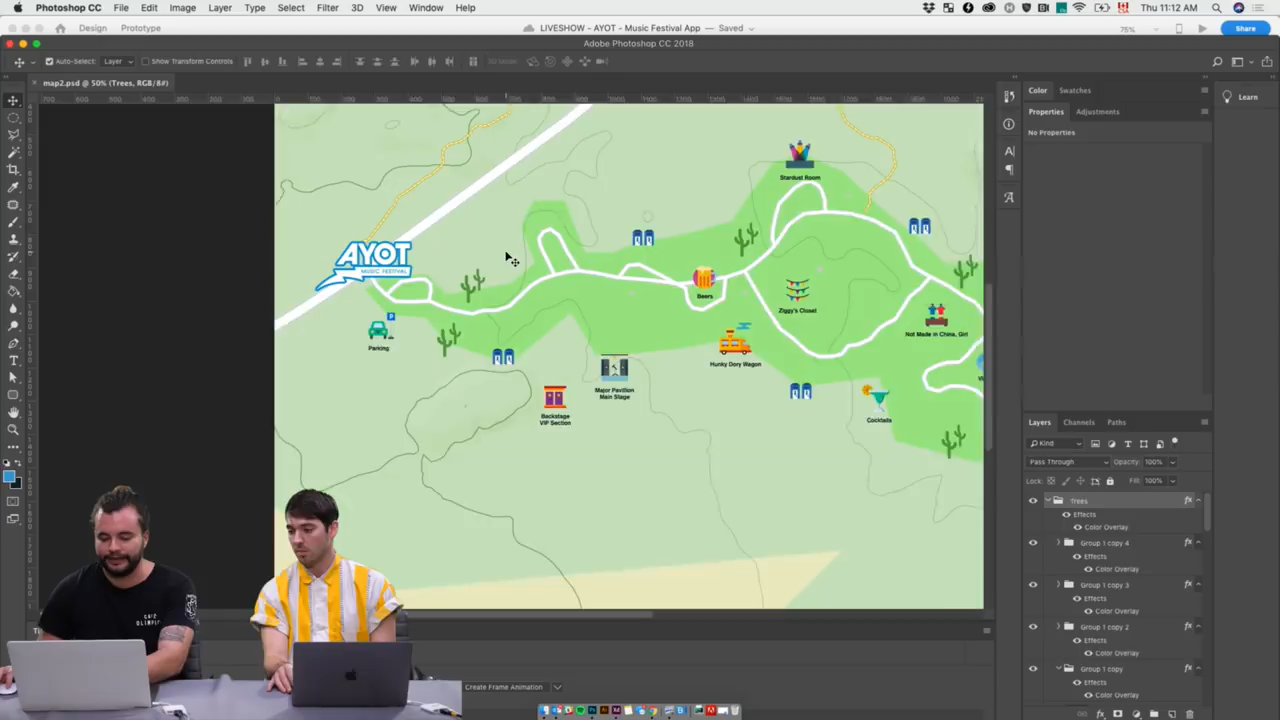 Photoshop CC File Edit Image Layer Type Select Filter 3D View Window Help
Thu 11:12 AM
Design Prototype
LIVESHOW - AYOT - Music Festival App — Saved
75%
Share
Adobe Photoshop CC 2018
Auto-Select: Layer
Show Transform Controls
3D Mode:
map2.psd @ 50% (Trees, RGB/8#)
Color Swatches
Learn
Properties Adjustments
No Properties
Stardust Room
AYOT
MUSIC FESTIVAL
Beers
Ziggy's Closet
P
Parking
Not Made in China, Girl
Hunky Dory Wagon
Major Pavilion
Main Stage
Backstage
VIF Section
Cocktails
Layers Channels Paths
Kind
Pass Through
Opacity: 100%
Lock:
Fill: 100%
Trees
Effects
Color Overlay
Group 1 copy 4
Effects
Color Overlay
Group 1 copy 3
Effects
Color Overlay
Group 1 copy 2
Effects
Color Overlay
Group 1 copy
Effects
Color Overlay
CAFÉ
OLIMPICO
Create Frame Animation